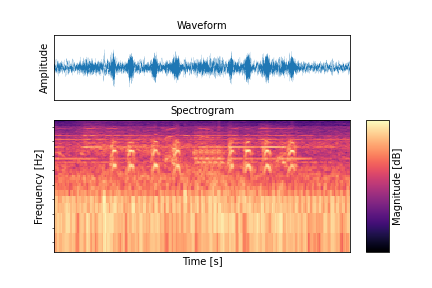 Waveform
Amplitude
Spectrogram
Frequency [Hz]
Magnitude [dB]
Time [s]